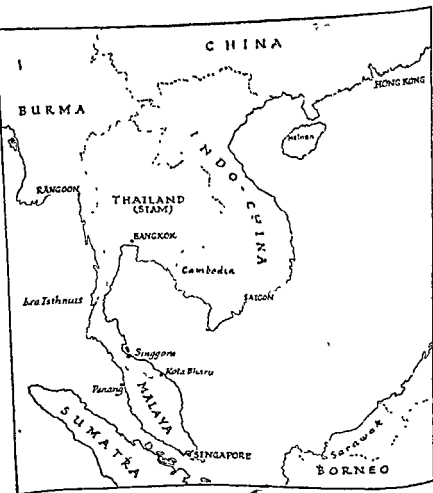 CHINA
HONG KONG
BURMA
Hainan
INDO-CHINA
RANGOON
THAILAND
(SIAM)
BANGKOK
Cambodia
SAIGON
Kra Isthmus
Singgora
Kota Bharu
Penang
MALAYA
SUMATRA
SINGAPORE
Sarawak
BORNEO